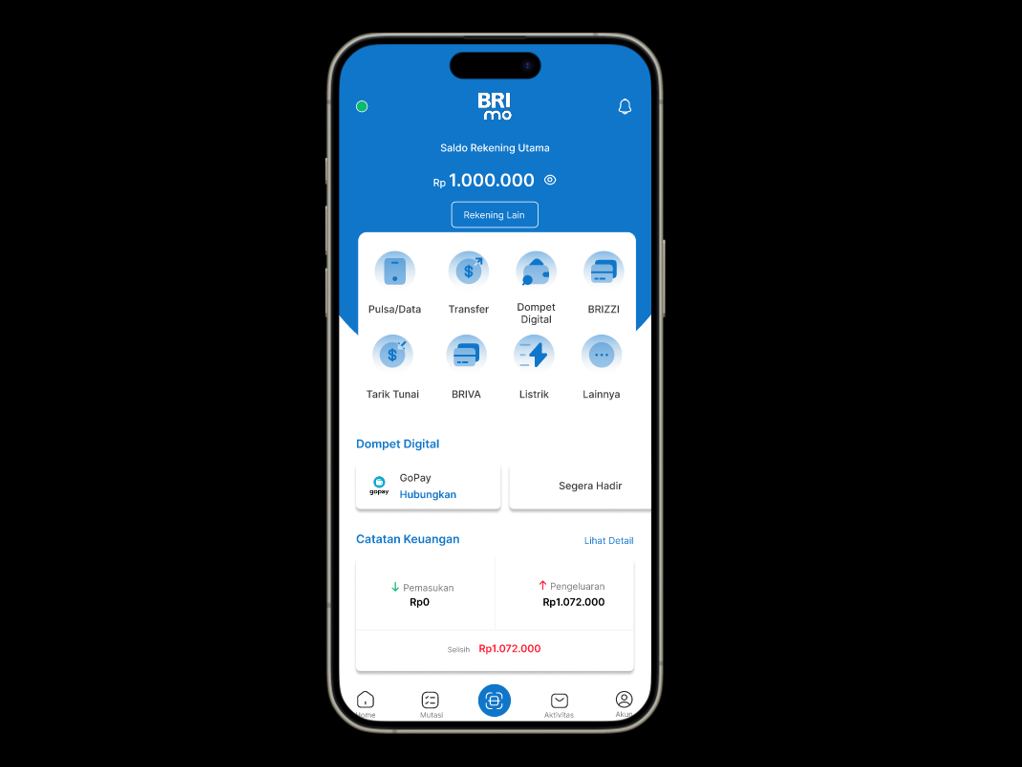 BRI
mo
Saldo Rekening Utama
Rp 1.000.000
Rekening Lain
Pulsa/Data
Transfer
Dompet
Digital
BRIZZI
Tarik Tunai
BRIVA
Listrik
Lainnya
Dompet Digital
gopay
GoPay
Hubungkan
Segera Hadir
Catatan Keuangan
Lihat Detail
Pemasukan
Rp0
Pengeluaran
Rp1.072.000
Selisih Rp1.072.000
Home
Mutasi
Aktivitas
Akun